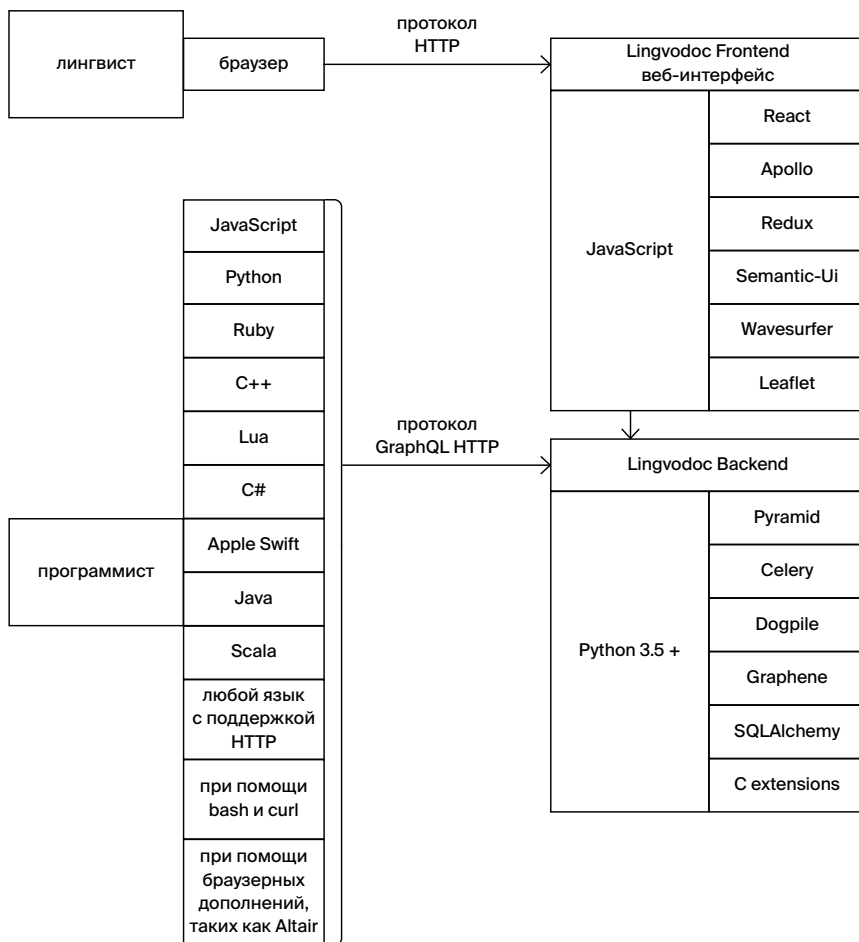 протокол
HTTP
лингвист
браузер
Lingvodoc Frontend
веб-интерфейс
JavaScript
React
Apollo
Redux
Semantic-Ui
Wavesurfer
Leaflet
JavaScript
Python
Ruby
C++
Lua
C#
Apple Swift
Java
Scala
любой язык
с поддержкой
HTTP
при помощи
bash и curl
при помощи
браузерных
дополнений,
таких как Altair
программист
протокол
GraphQL HTTP
Lingvodoc Backend
Python 3.5 +
Pyramid
Celery
Dogpile
Graphene
SQLAlchemy
C extensions